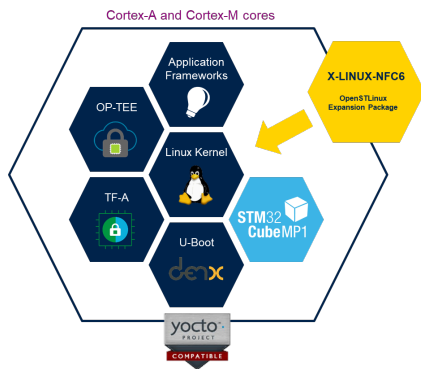 Cortex-A and Cortex-M cores
Application
Frameworks
X-LINUX-NFC6
OpenSTLinux
Expansion Package
OP-TEE
Linux Kernel
TF-A
STM32
CubeMP1
U-Boot
denx
yocto
PROJECT
COMPATIBLE